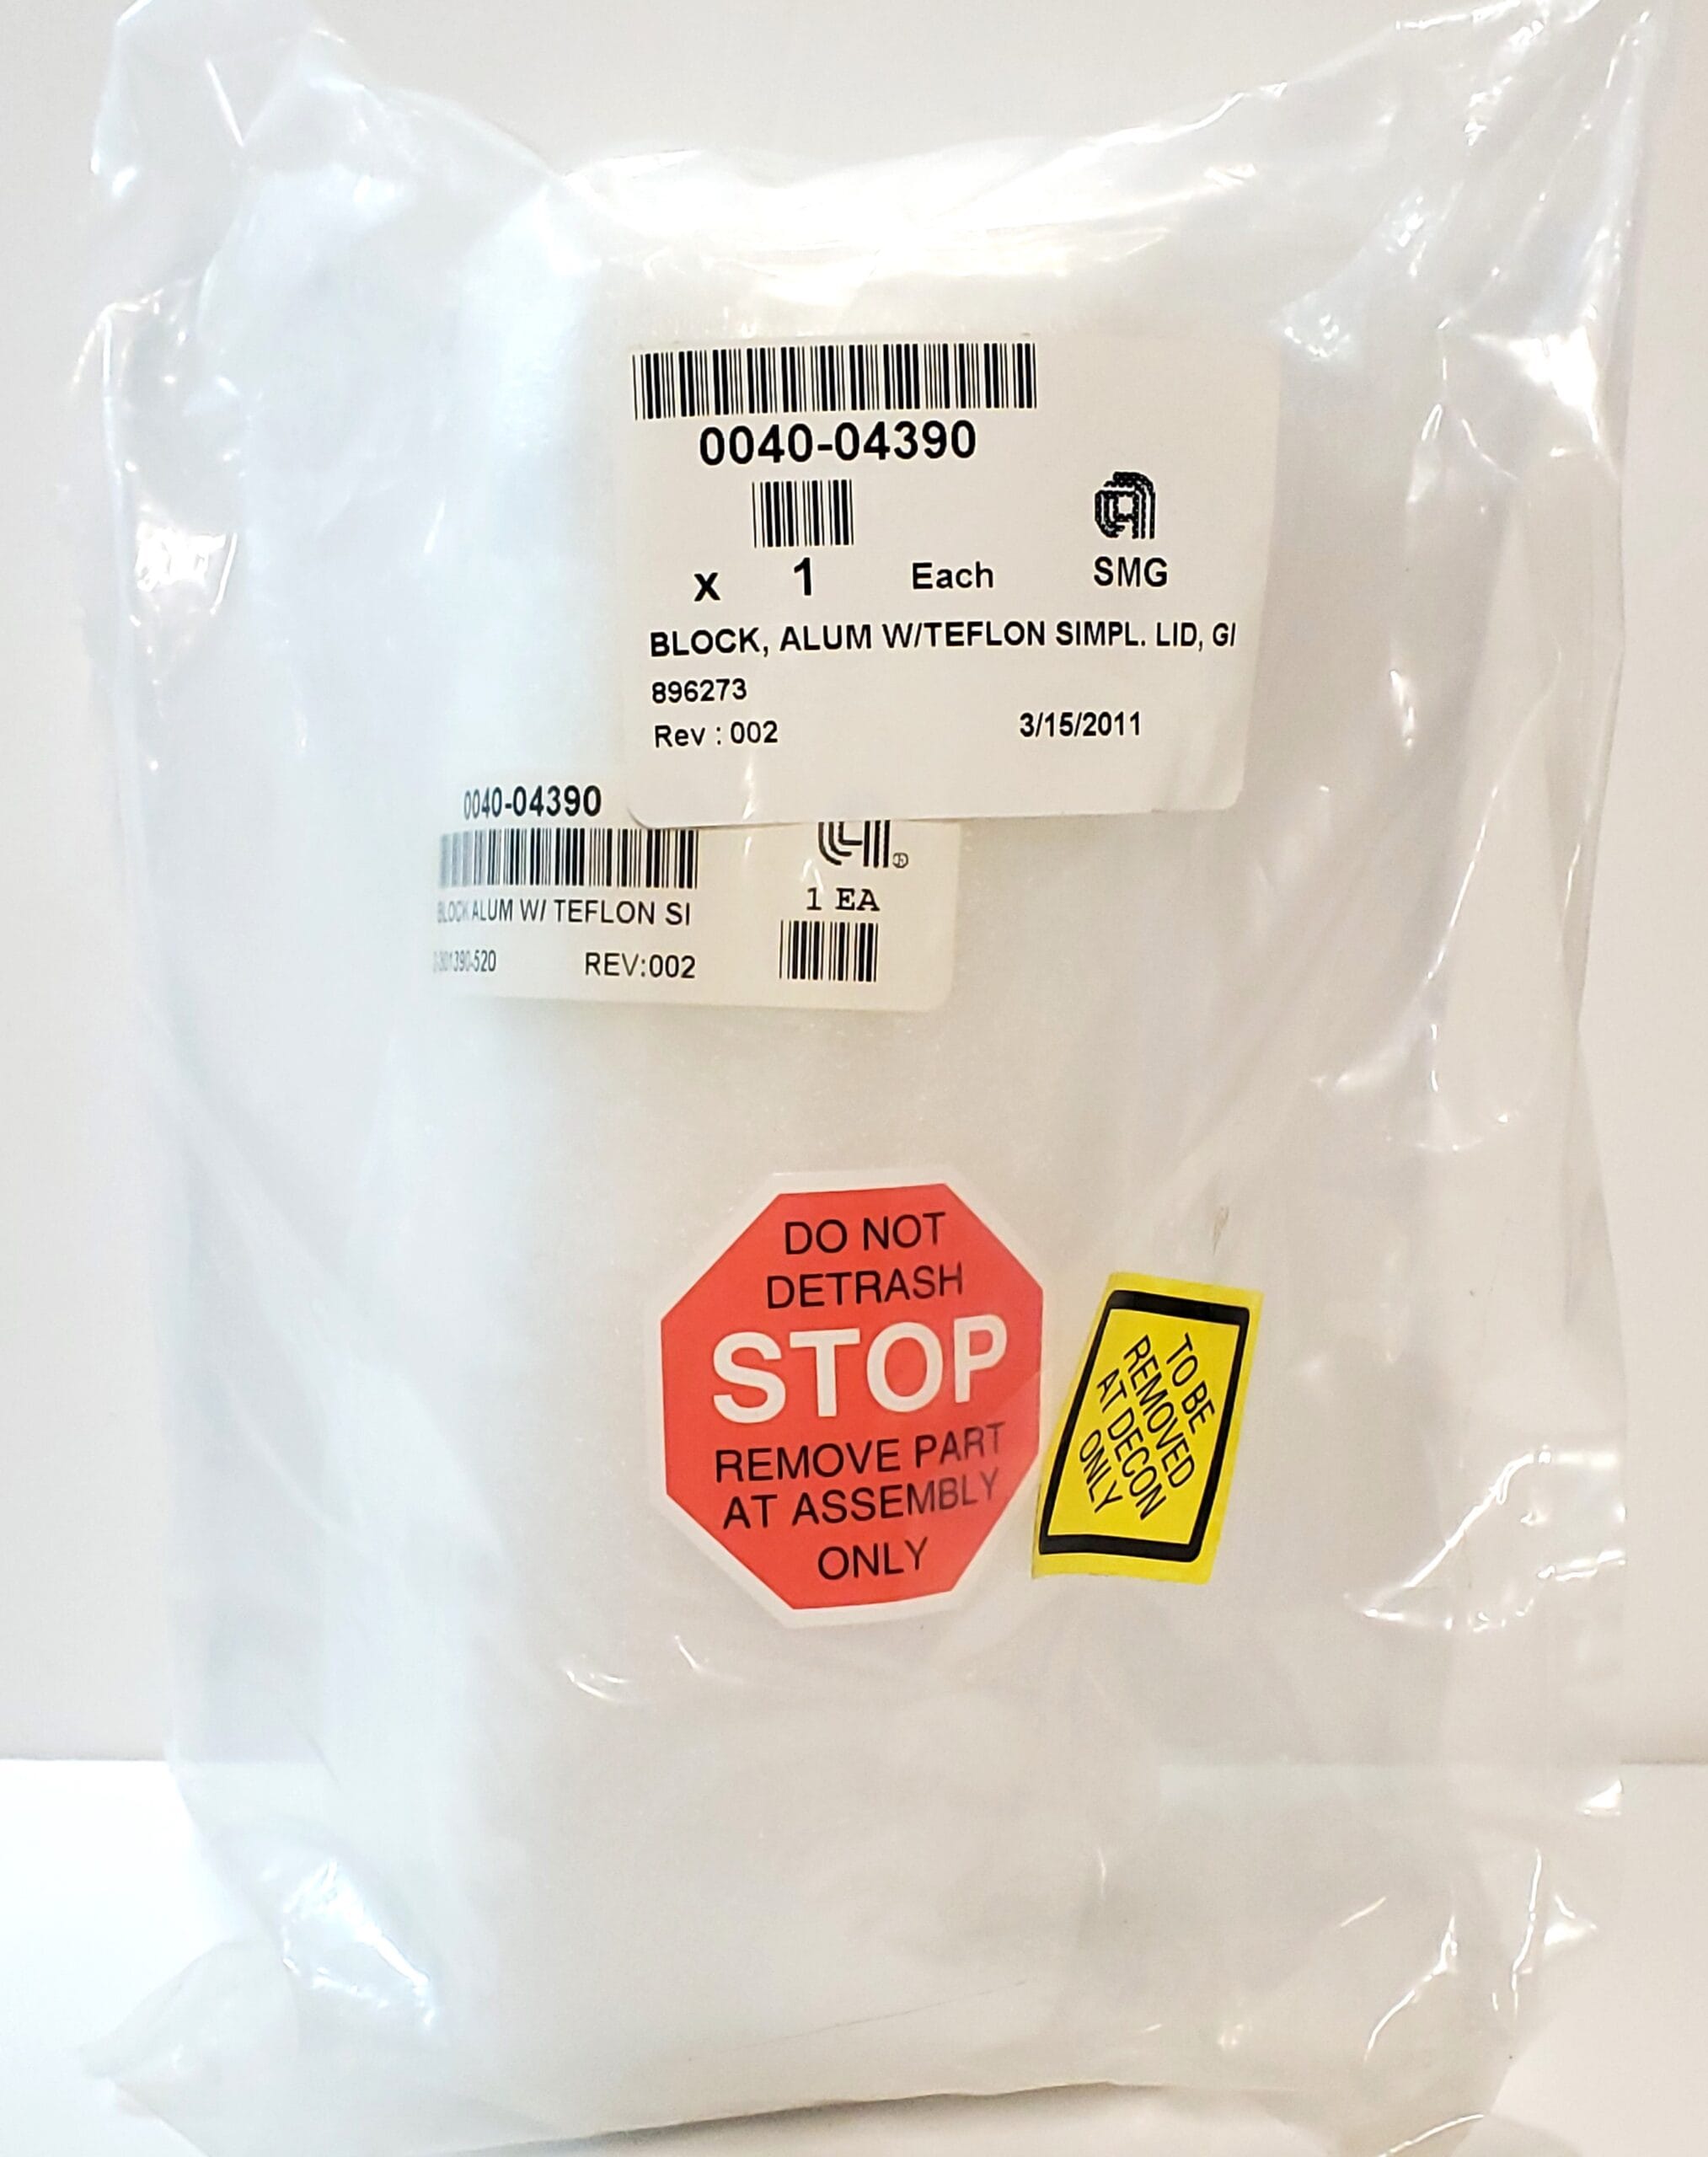 0040-04390
x 1 Each SMG
BLOCK, ALUM W/TEFLON SIMPL. LID, G/
896273
Rev : 002 3/15/2011
0040-04390
BLOCK ALUM W/ TEFLON SI
1 EA
REV:002
DO NOT
DETRASH
STOP
REMOVE PART
AT ASSEMBLY
ONLY
TO BE
REMOVED
AT DECON
ONLY